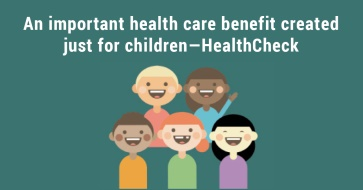 An important health care benefit created
just for children—HealthCheck